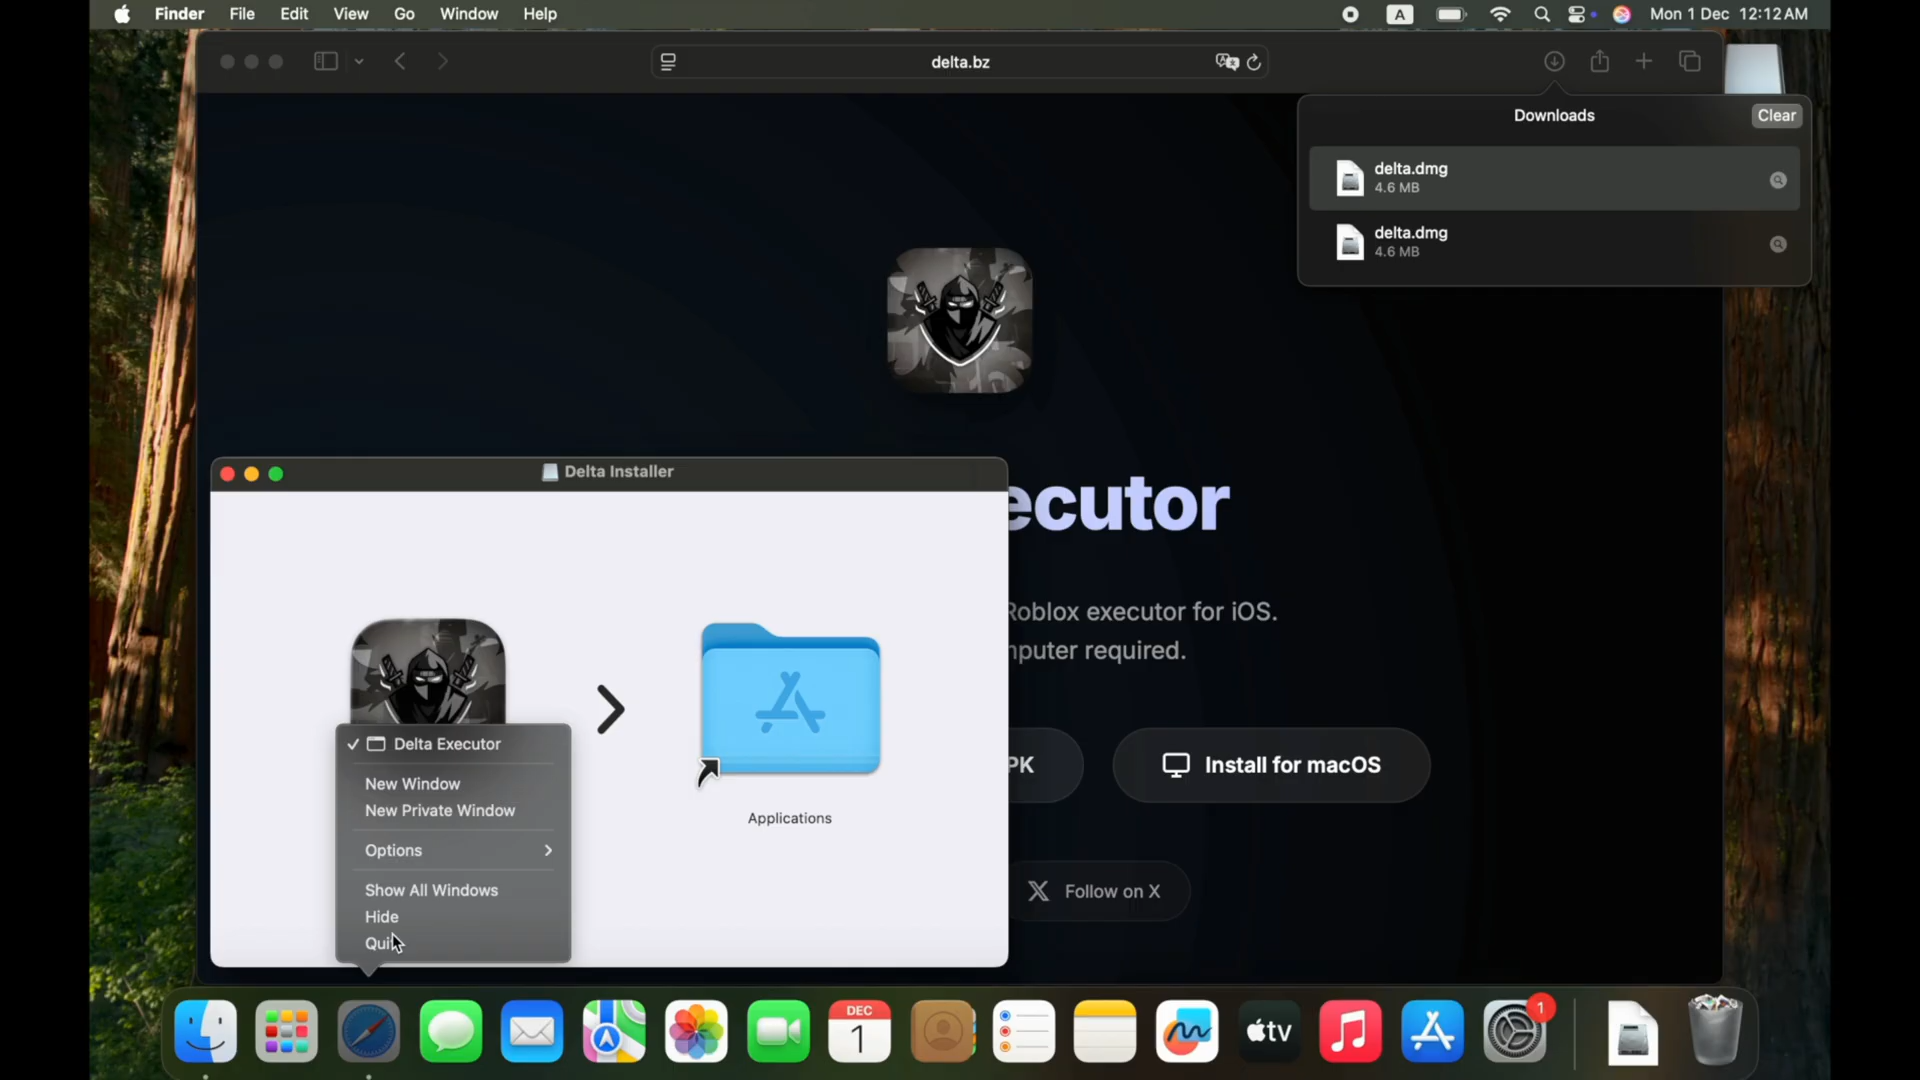 Finder File Edit View Go Window Help
A
Mon 1 Dec 12:12 AM
delta.bz
Downloads
Clear
delta.dmg
4.6 MB
delta.dmg
4.6 MB
Delta Installer
ecutor
Roblox executor for iOS.
puter required.
PK
Install for macOS
Applications
Follow on X
Delta Executor
New Window
New Private Window
Options
Show All Windows
Hide
Quit
DEC
1
tv
1